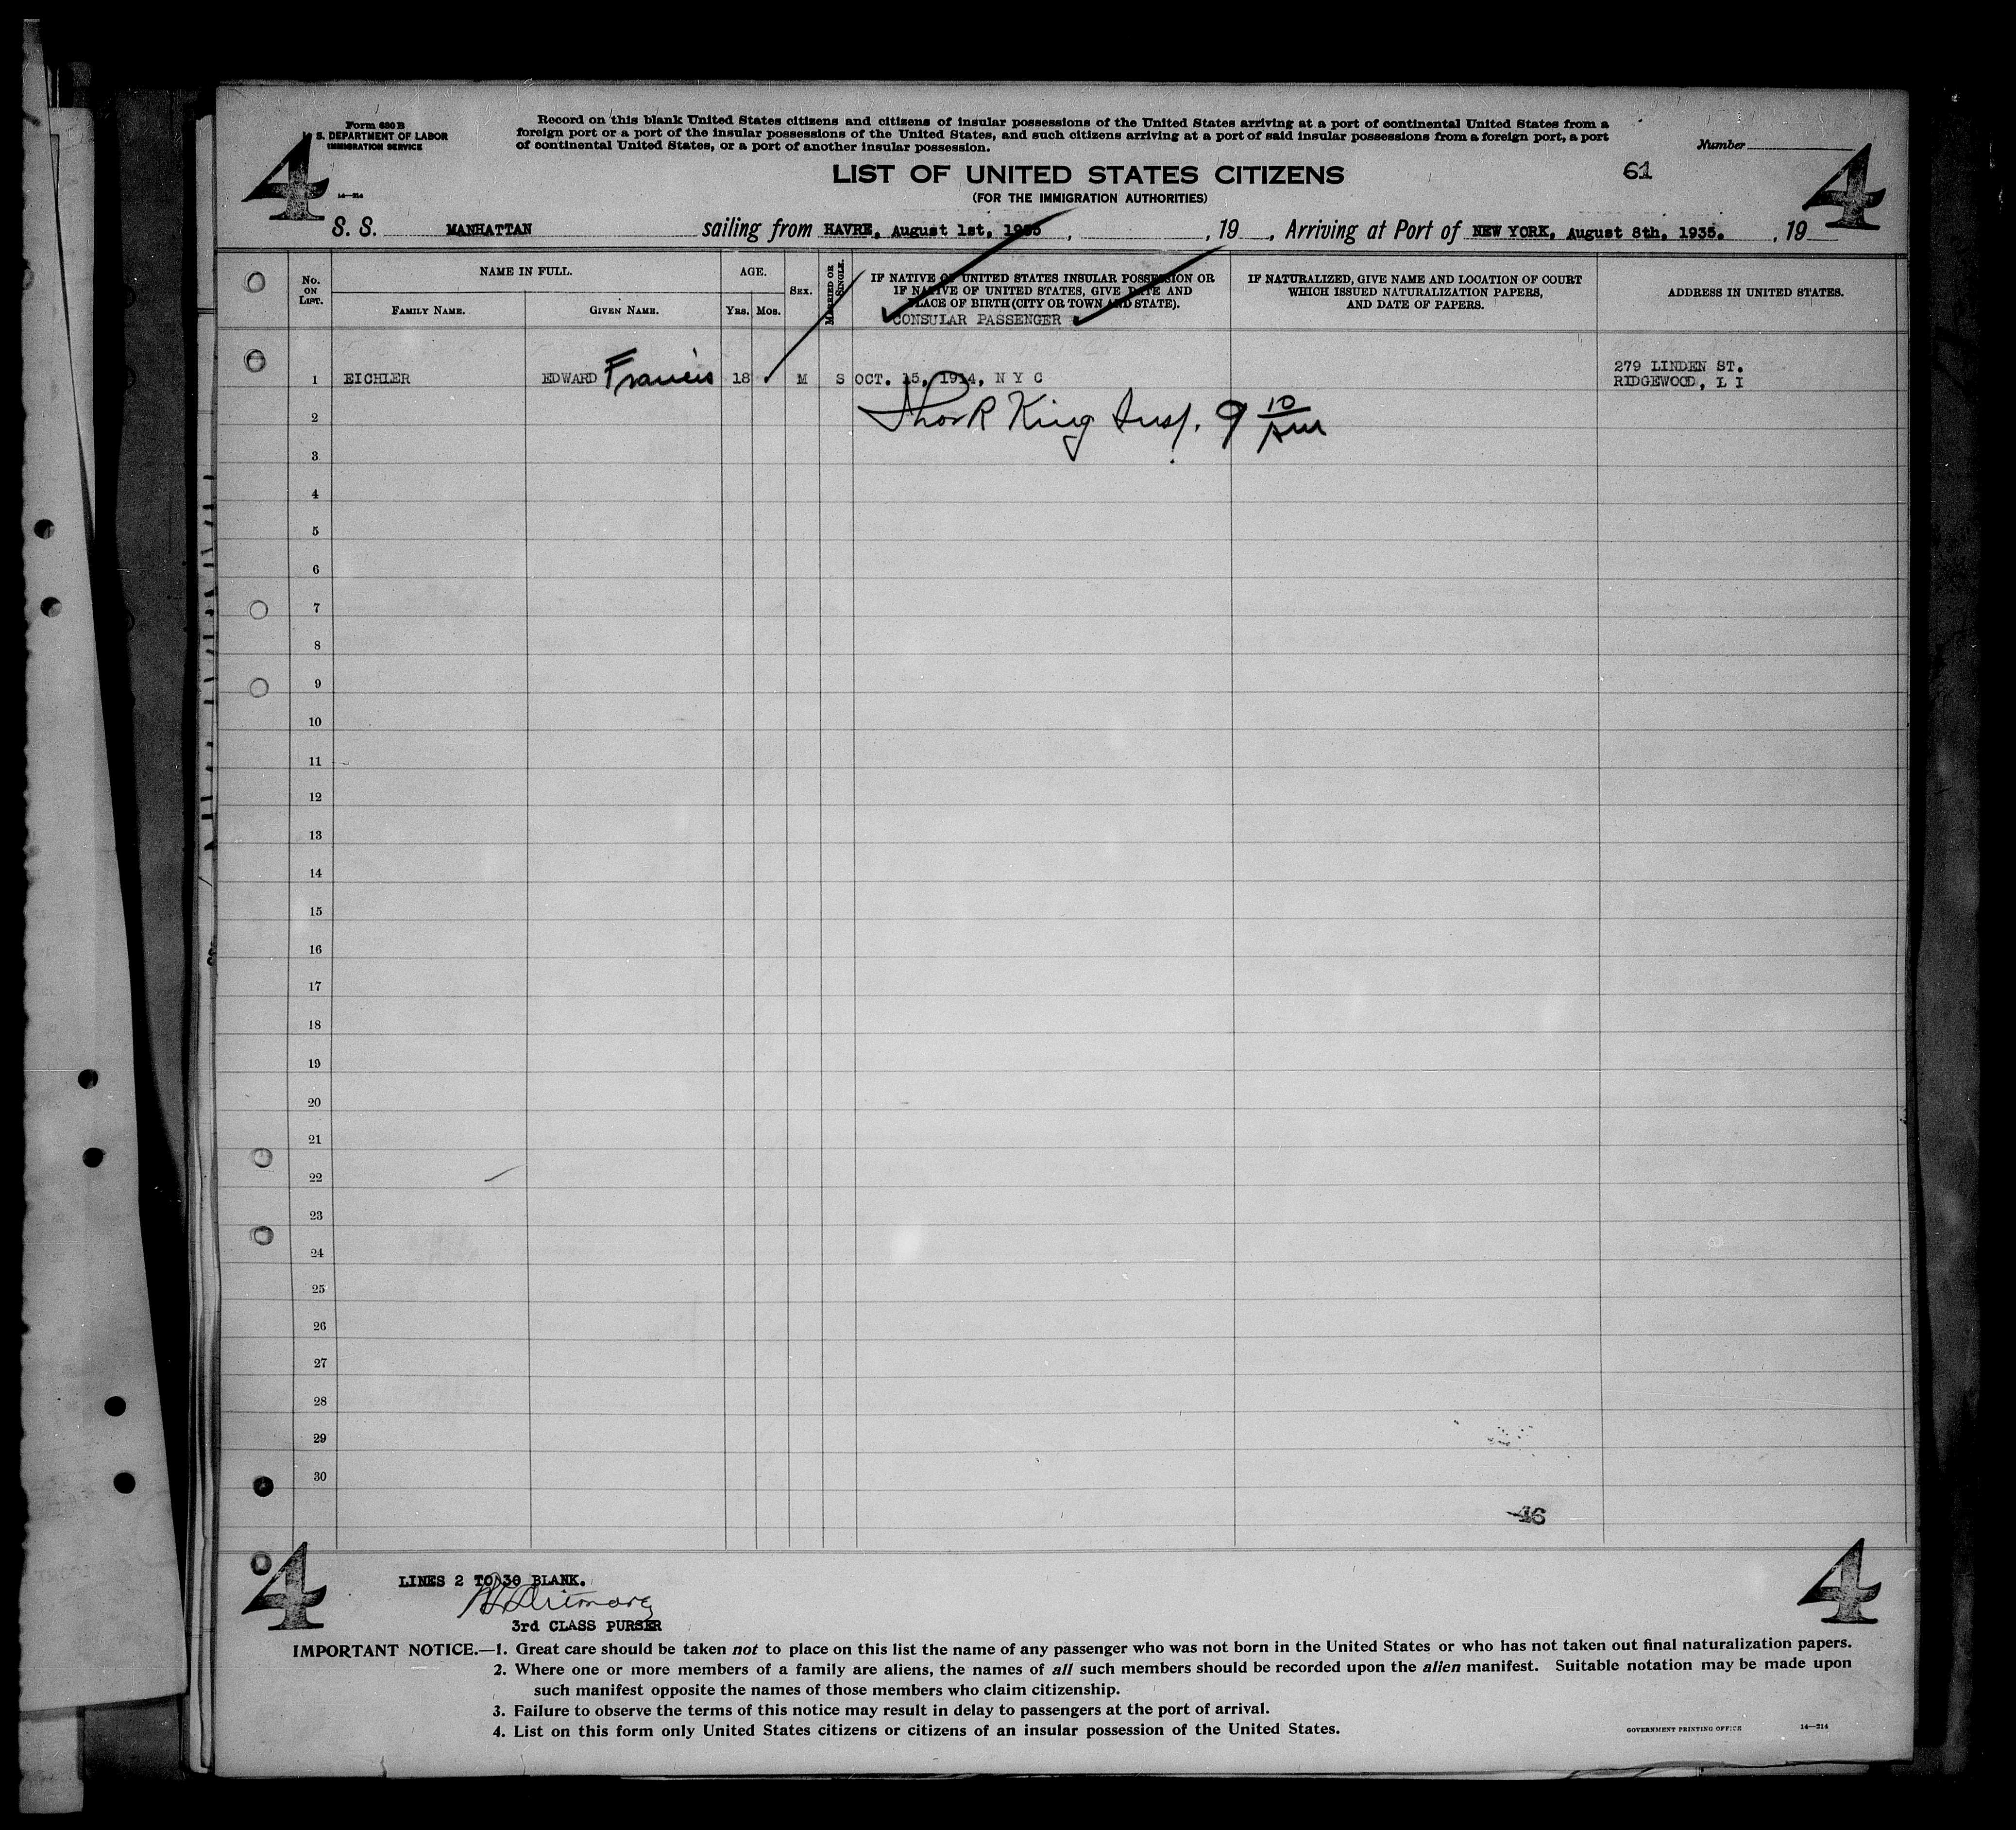 Form 630 B
U. S. DEPARTMENT OF LABOR
IMMIGRATION SERVICE
14—214
4
Record on this blank United States citizens and citizens of insular possessions of the United States arriving at a port of continental United States from a
foreign port or a port of the insular possessions of the United States, and such citizens arriving at a port of said insular possessions from a foreign port, a port
of continental United States, or a port of another insular possession.
Number
4
LIST OF UNITED STATES CITIZENS
61
(FOR THE IMMIGRATION AUTHORITIES)
S. S. MANHATTAN sailing from HAVRE, August 1st, 1935 , , 19 , Arriving at Port of NEW YORK, August 8th, 1935. , 19
No. ON LIST.
NAME IN FULL.
FAMILY NAME. GIVEN NAME.
AGE.
YRS. MOS.
SEX.
MARRIED OR SINGLE.
IF NATIVE OF UNITED STATES INSULAR POSSESSION OR
IF NATIVE OF UNITED STATES, GIVE DATE AND
PLACE OF BIRTH (CITY OR TOWN AND STATE).
CONSULAR PASSENGER
IF NATURALIZED, GIVE NAME AND LOCATION OF COURT
WHICH ISSUED NATURALIZATION PAPERS,
AND DATE OF PAPERS.
ADDRESS IN UNITED STATES.
1 EICHLER EDWARD Francis 18 M S OCT. 15, 1914, N Y C
279 LINDEN ST.
RIDGEWOOD, L I
2
Thos R King Insp. 9 10 AM
3
4
5
6
7
8
9
10
11
12
13
14
15
16
17
18
19
20
21
22
23
24
25
26
27
28
29
30
46
4
4
LINES 2 TO 30 BLANK.
3rd CLASS PURSER
IMPORTANT NOTICE.—1. Great care should be taken not to place on this list the name of any passenger who was not born in the United States or who has not taken out final naturalization papers.
2. Where one or more members of a family are aliens, the names of all such members should be recorded upon the alien manifest. Suitable notation may be made upon
such manifest opposite the names of those members who claim citizenship.
3. Failure to observe the terms of this notice may result in delay to passengers at the port of arrival.
4. List on this form only United States citizens or citizens of an insular possession of the United States.
GOVERNMENT PRINTING OFFICE 14—214